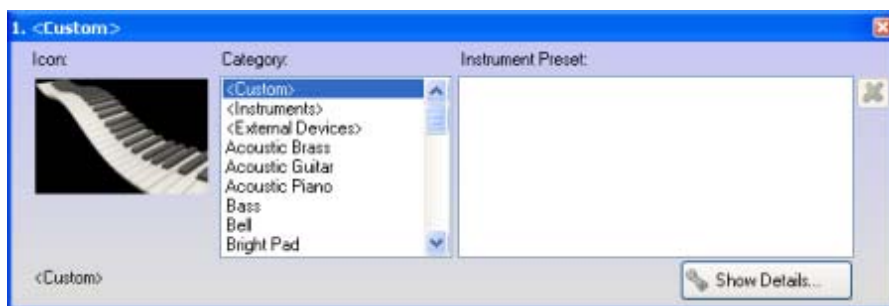 1. <Custom>
Icon:
Category:
Instrument Preset:
<Custom>
<Instruments>
<External Devices>
Acoustic Brass
Acoustic Guitar
Acoustic Piano
Bass
Bell
Bright Pad
<Custom>
Show Details...